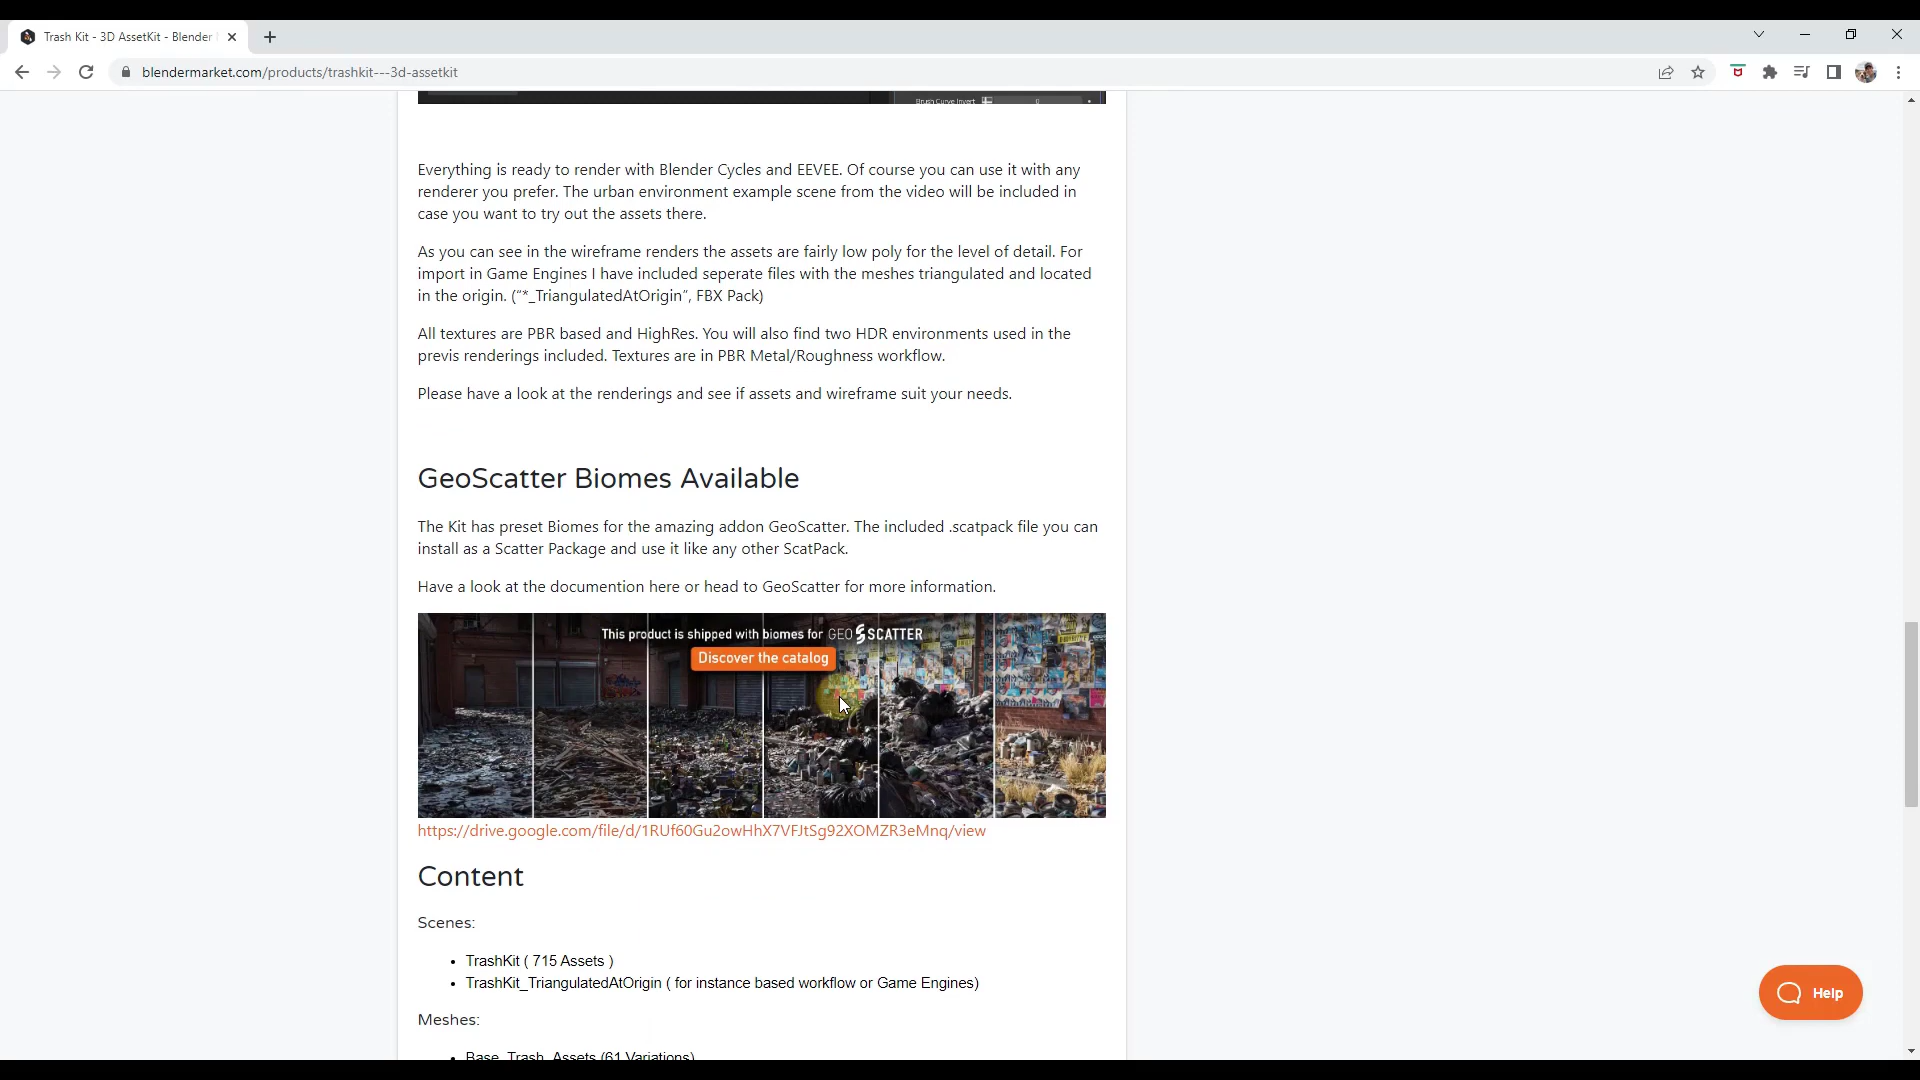 Trash Kit - 3D AssetKit - Blender
blendermarket.com/products/trashkit---3d-assetkit
Brush Curve Invert
Everything is ready to render with Blender Cycles and EEVEE. Of course you can use it with any
renderer you prefer. The urban environment example scene from the video will be included in
case you want to try out the assets there.
As you can see in the wireframe renders the assets are fairly low poly for the level of detail. For
import in Game Engines I have included seperate files with the meshes triangulated and located
in the origin. ("*_TriangulatedAtOrigin", FBX Pack)
All textures are PBR based and HighRes. You will also find two HDR environments used in the
previs renderings included. Textures are in PBR Metal/Roughness workflow.
Please have a look at the renderings and see if assets and wireframe suit your needs.
GeoScatter Biomes Available
The Kit has preset Biomes for the amazing addon GeoScatter. The included .scatpack file you can
install as a Scatter Package and use it like any other ScatPack.
Have a look at the documention here or head to GeoScatter for more information.
This product is shipped with biomes for GEO SCATTER
Discover the catalog
https://drive.google.com/file/d/1RUf60Gu2owHhX7VFJtSg92XOMZR3eMnq/view
Content
Scenes:
• TrashKit ( 715 Assets )
• TrashKit_TriangulatedAtOrigin ( for instance based workflow or Game Engines)
Help
Meshes:
• Base_Trash_Assets (61 Variations)